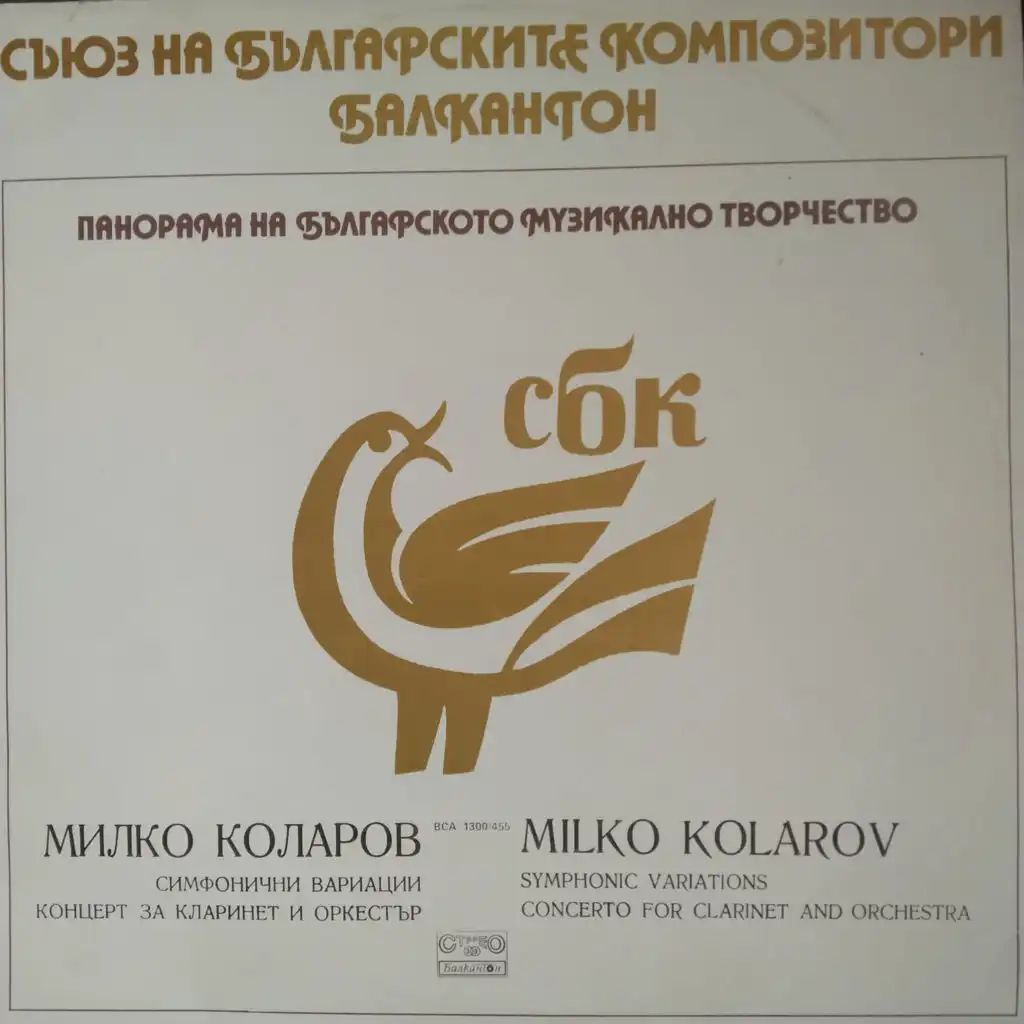 СЪЮЗ НА БЪЛГАРСКИТЕ КОМПОЗИТОРИ
БАЛКАНТОН
ПАНОРАМА НА БЪЛГАРСКОТО МУЗИКАЛНО ТВОРЧЕСТВО
СБК
МИЛКО КОЛАРОВ
СИМФОНИЧНИ ВАРИАЦИИ
КОНЦЕРТ ЗА КЛАРИНЕТ И ОРКЕСТЪР
ВСА 1300/455
MILKO KOLAROV
SYMPHONIC VARIATIONS
CONCERTO FOR CLARINET AND ORCHESTRA
СТЕРЕО
Балкантон